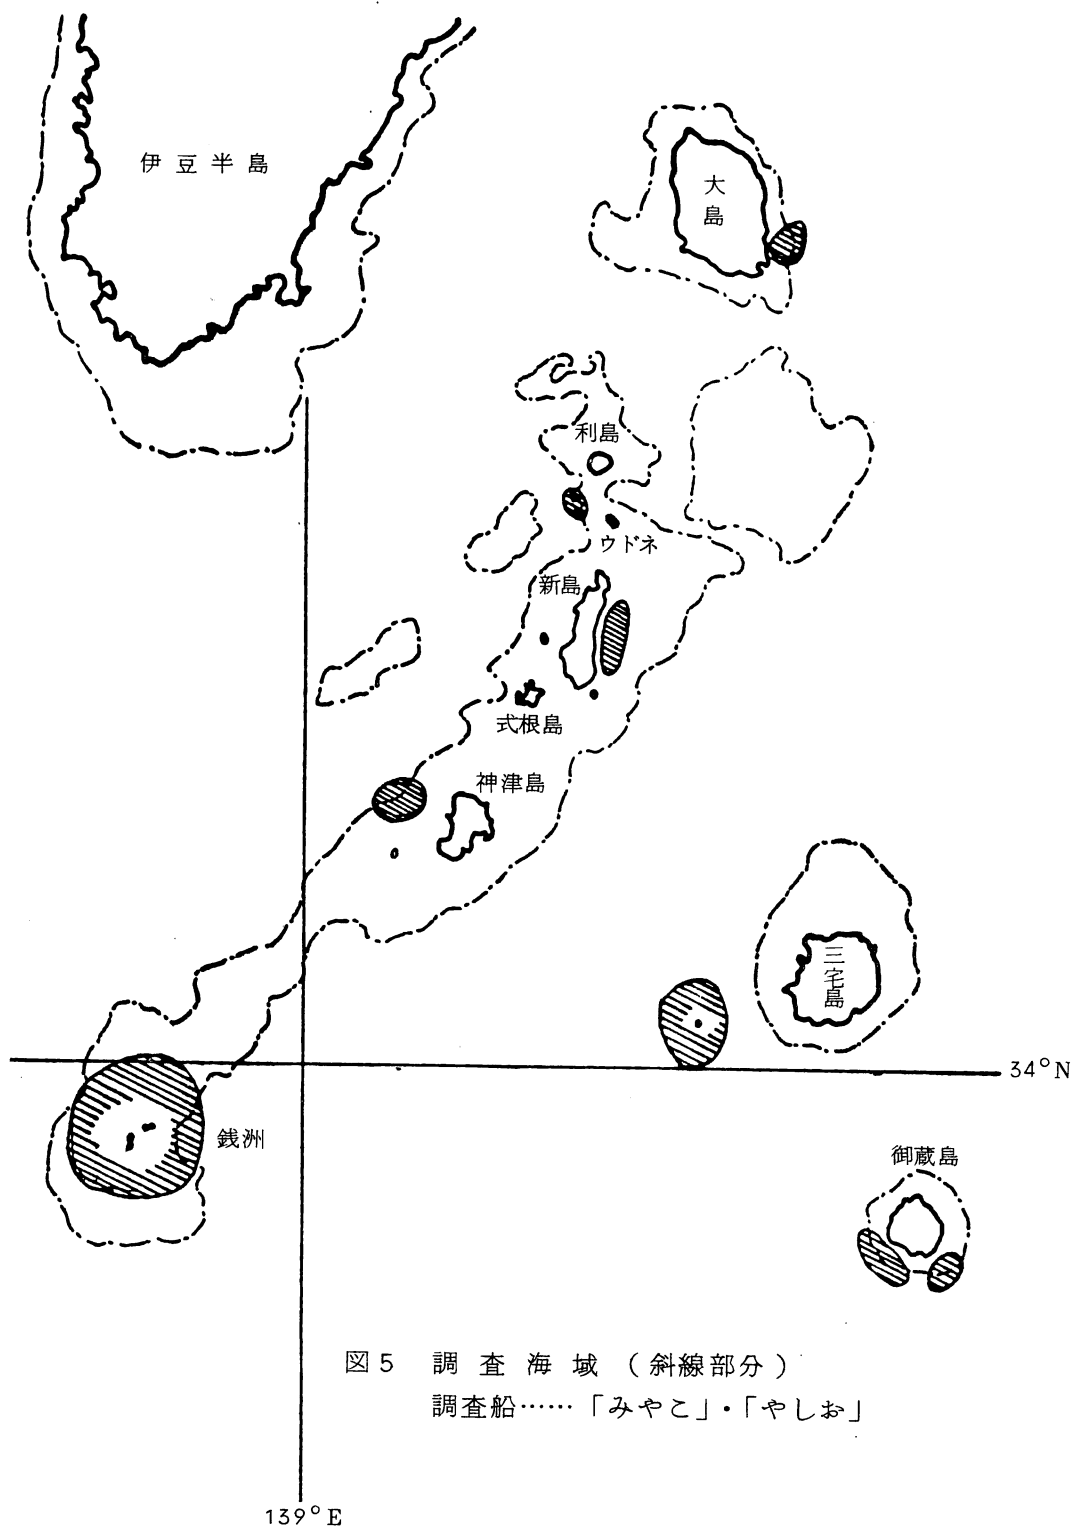 伊豆半島
大島
利島
ウドネ
新島
式根島
神津島
三宅島
34°N
銭洲
御蔵島
図5 調査海域（斜線部分）
調査船……「みやこ」・「やしお」
139°E